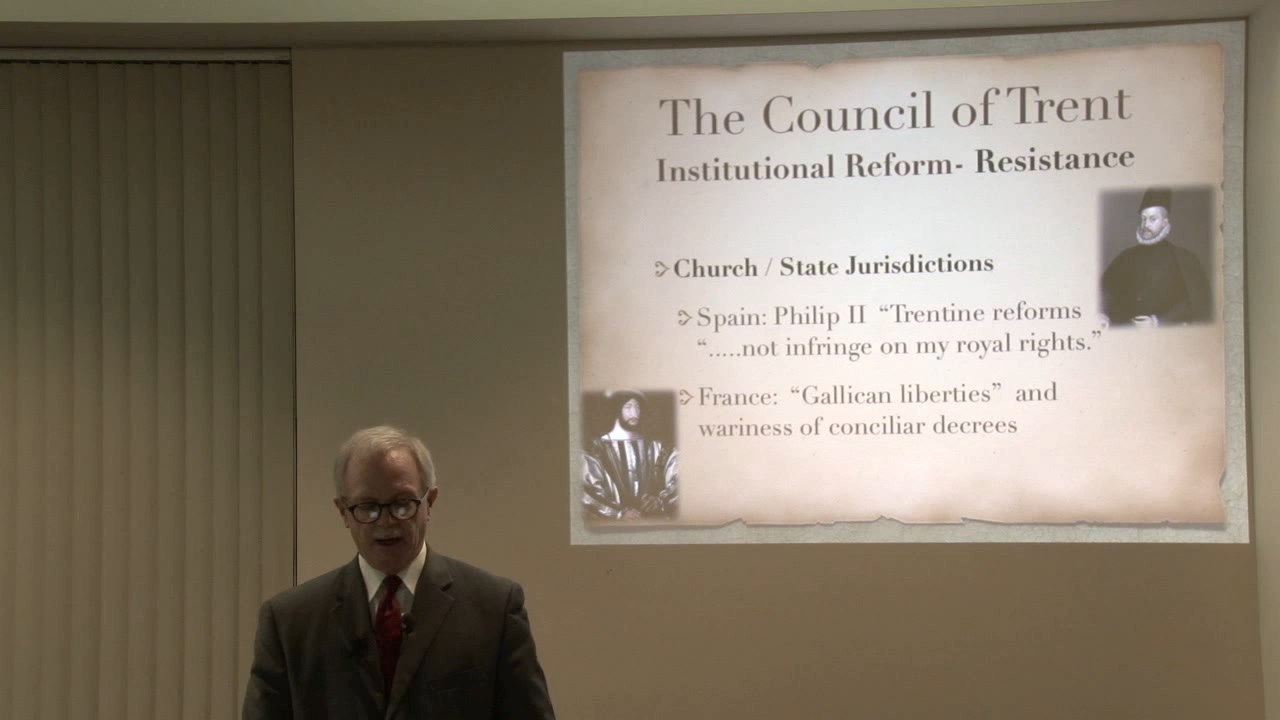 The Council of Trent
Institutional Reform- Resistance
Church / State Jurisdictions
Spain: Philip II “Trentine reforms
“.....not infringe on my royal rights.”
France: “Gallican liberties” and
wariness of conciliar decrees